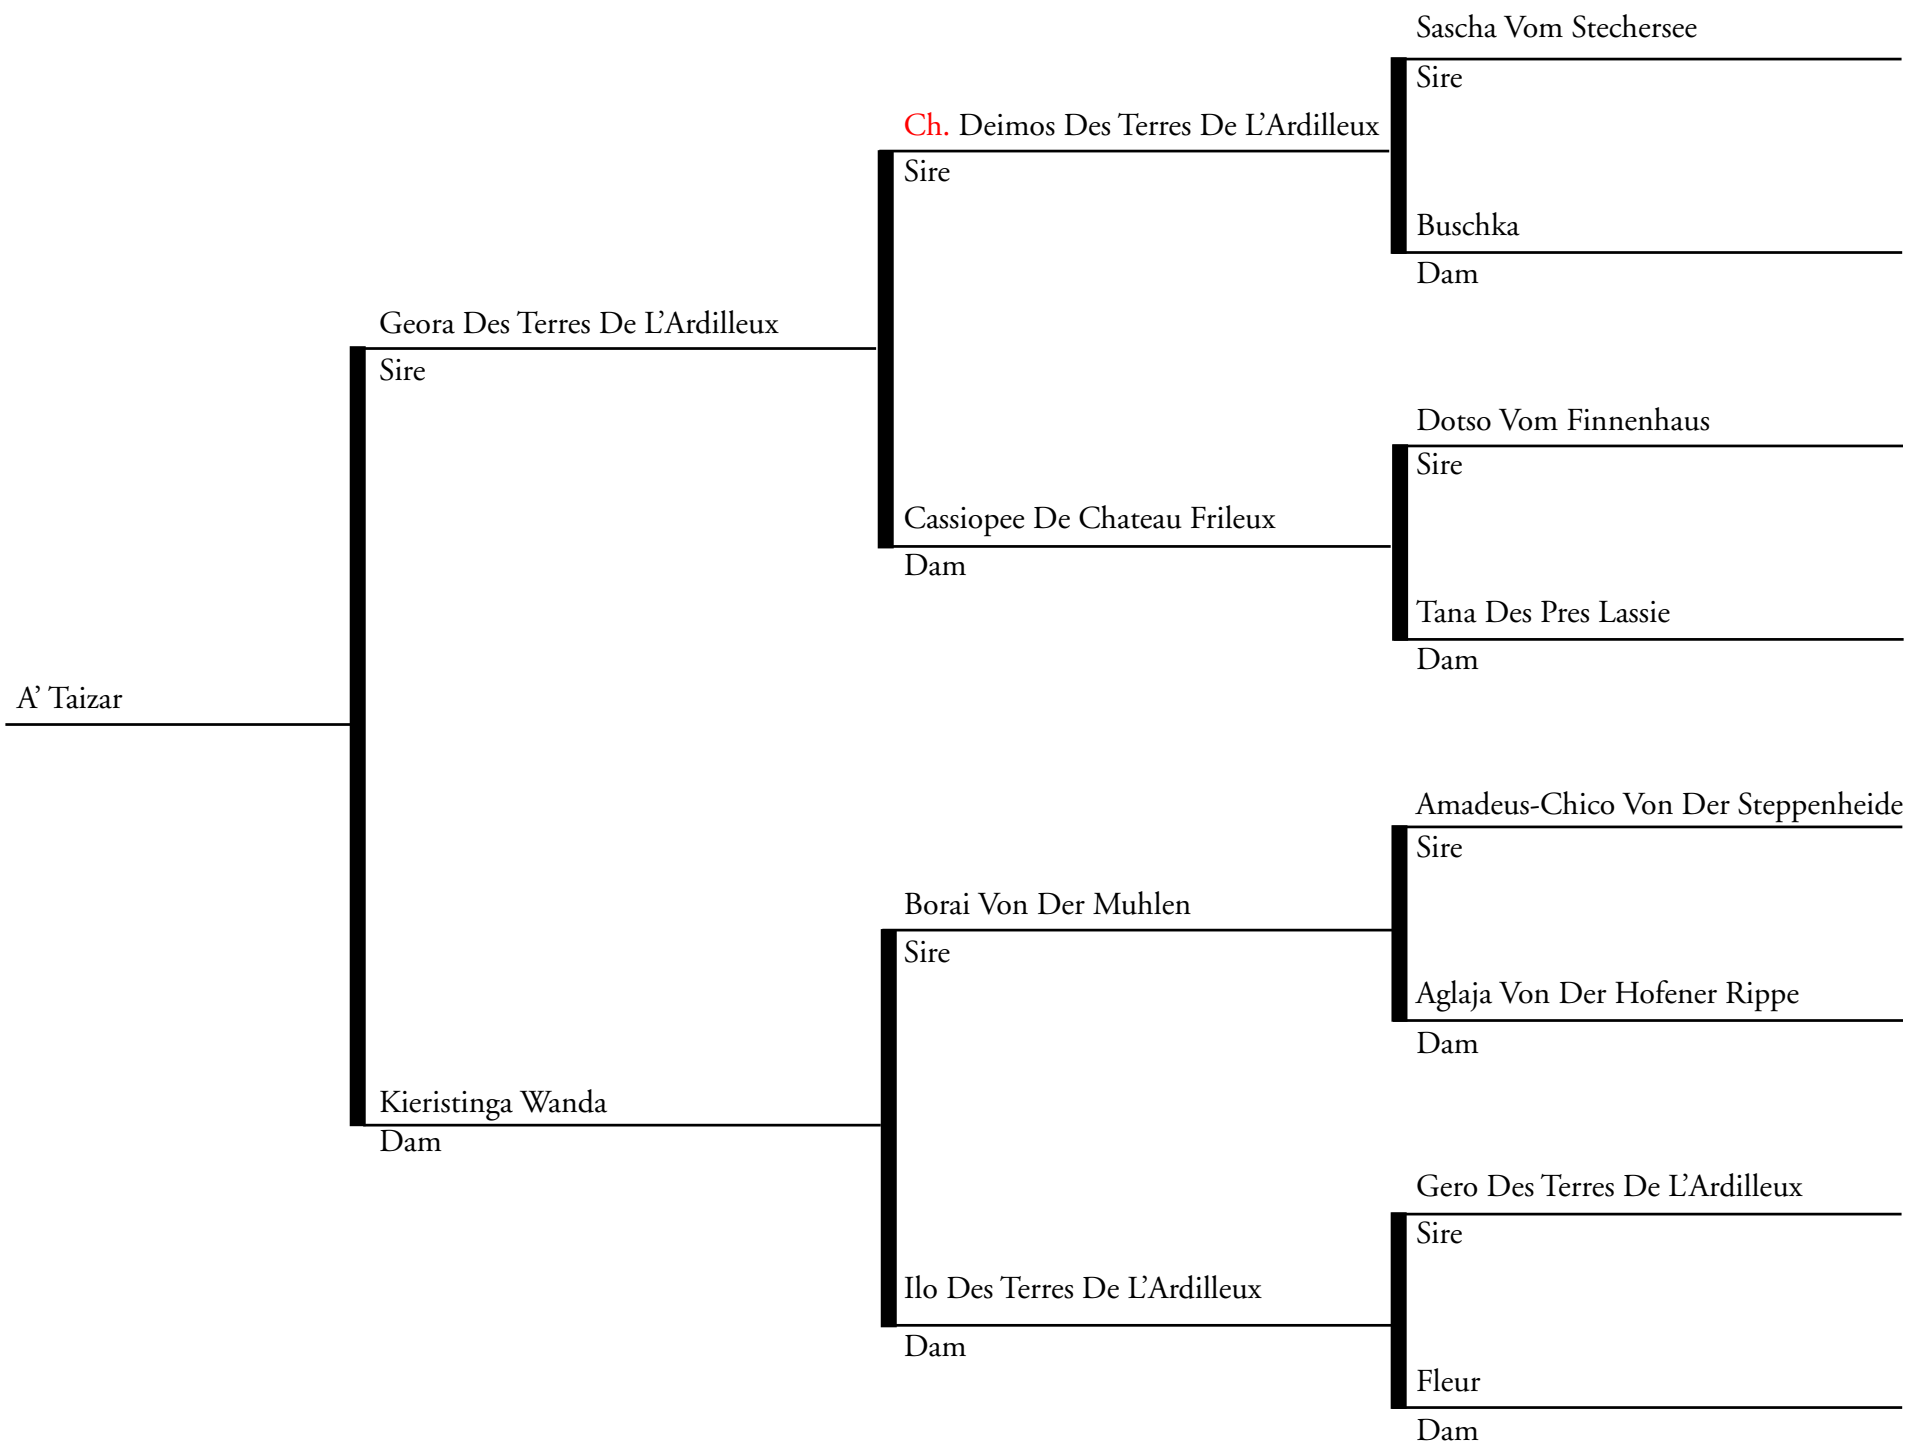 Sascha Vom Stechersee
Sire
Ch. Deimos Des Terres De L’Ardilleux
Sire
Buschka
Dam
Geora Des Terres De L’Ardilleux
Sire
Dotso Vom Finnenhaus
Sire
Cassiopee De Chateau Frileux
Dam
Tana Des Pres Lassie
Dam
A’ Taizar
Amadeus-Chico Von Der Steppenheide
Sire
Borai Von Der Muhlen
Sire
Aglaja Von Der Hofener Rippe
Dam
Kieristinga Wanda
Dam
Gero Des Terres De L’Ardilleux
Sire
Ilo Des Terres De L’Ardilleux
Dam
Fleur
Dam